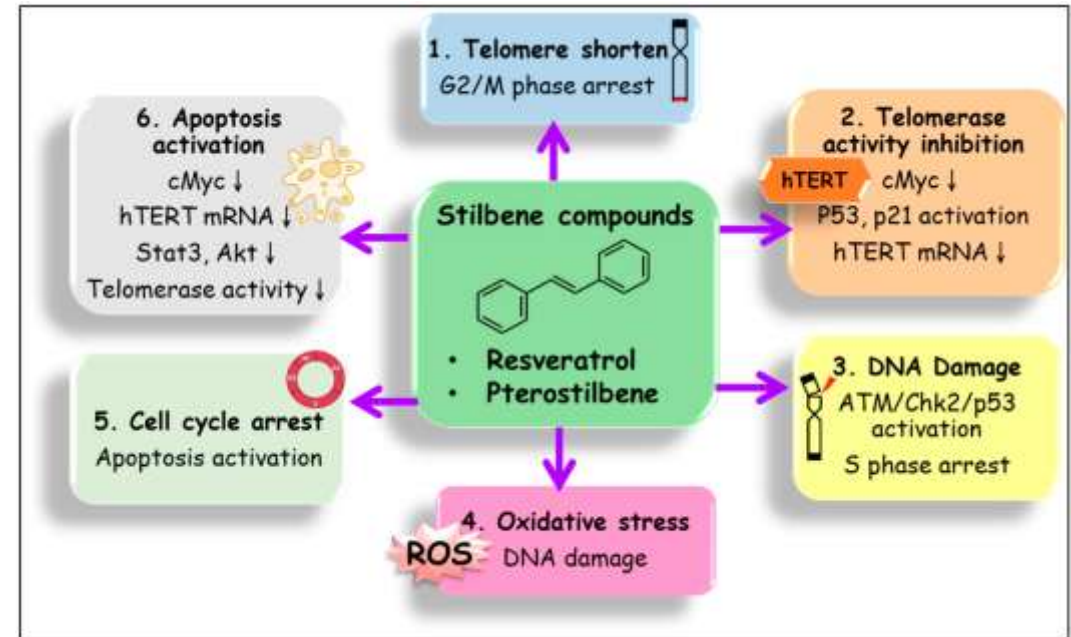 1. Telomere shorten
G2/M phase arrest
2. Telomerase
activity inhibition
hTERT
cMyc ↓
P53, p21 activation
hTERT mRNA ↓
3. DNA Damage
ATM/Chk2/p53
activation
S phase arrest
4. Oxidative stress
ROS
DNA damage
5. Cell cycle arrest
Apoptosis activation
6. Apoptosis
activation
cMyc ↓
hTERT mRNA ↓
Stat3, Akt ↓
Telomerase activity ↓
Stilbene compounds
• Resveratrol
• Pterostilbene